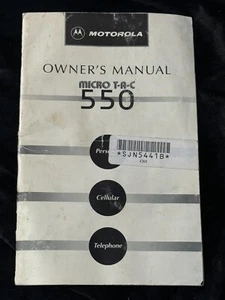 MOTOROLA
OWNER'S MANUAL
MICRO T•A•C
550
*SJN5441B*
Cellular
Telephone